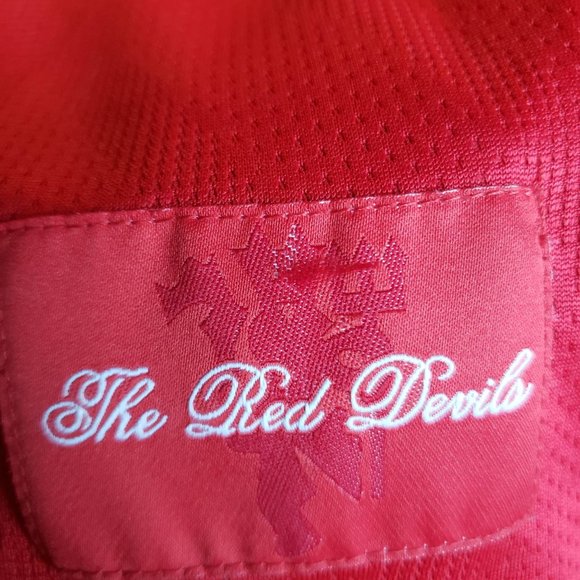 The Red Devils